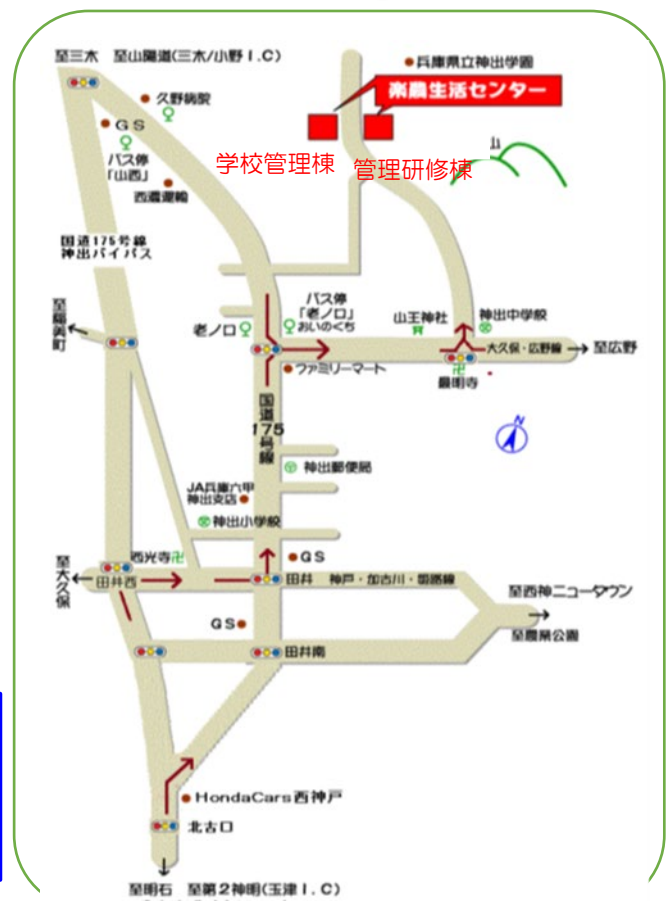 至三木 至山陽道(三木/小野I.C)
兵庫県立神出学園
楽農生活センター
久野病院
GS
バス停
「山西」
西濃運輸
学校管理棟
管理研修棟
山
国道175号線
神出バイパス
バス停
「老ノ口」
おいのくち
老ノ口
山王神社
神出中学校
至雌岡町
大久保・広野線
至広野
ファミリーマート
最明寺
国道
175
号線
N
神出郵便局
JA兵庫六甲
神出支店
神出小学校
西光寺
GS
至大久保
田井西
田井
神戸・加古川・姫路線
至西神ニュータウン
至農業公園
GS
田井南
HondaCars西神戸
北古口
至明石 至第2神明(玉津I.C)